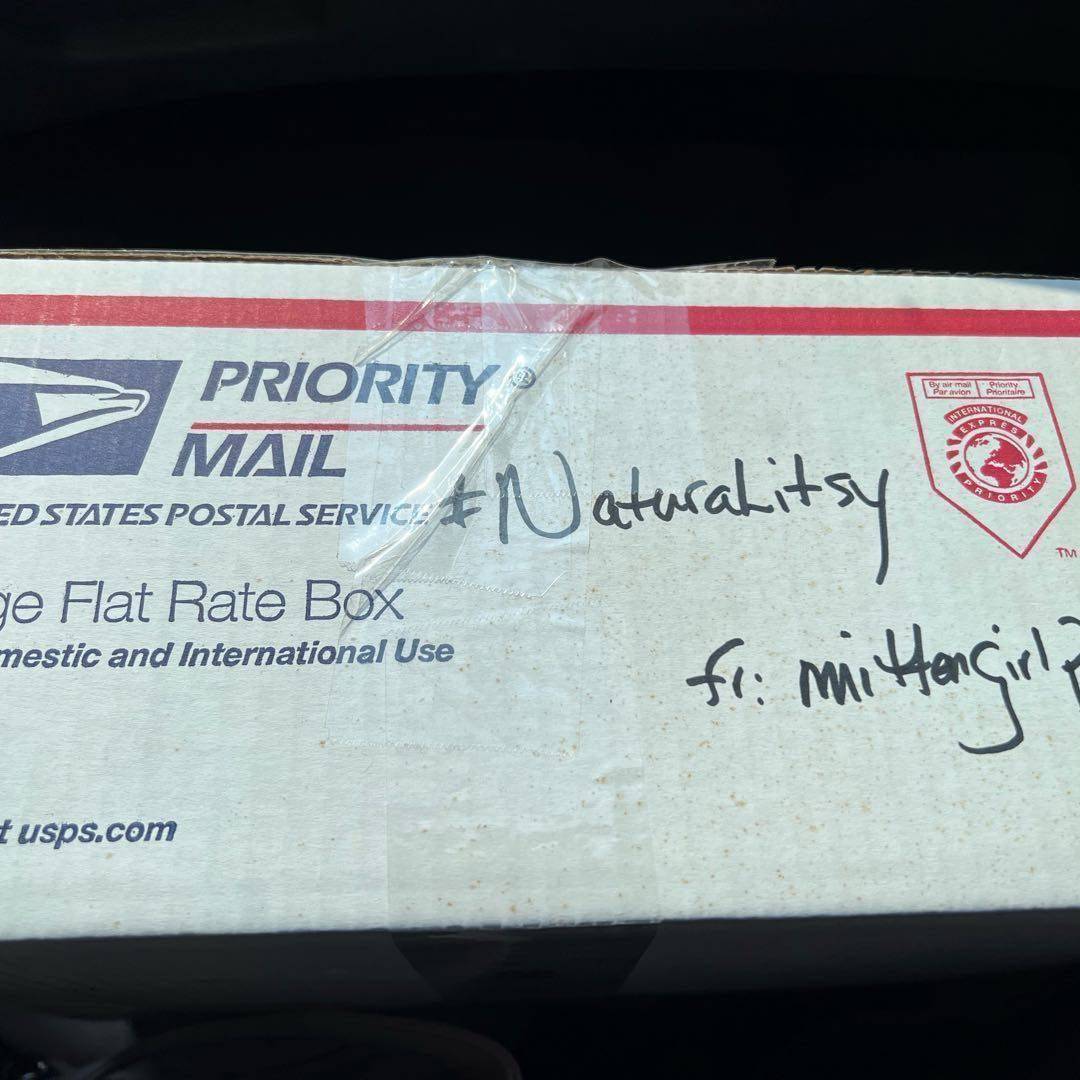 PRIORITY®
MAIL
ED STATES POSTAL SERVICE
ge Flat Rate Box
mestic and International Use
t usps.com
#NaturaLitsy
fr: mittengirl
By air mail Priority
Par avion Prioritaire
INTERNATIONAL
EXPRES
PRIORITY
TM